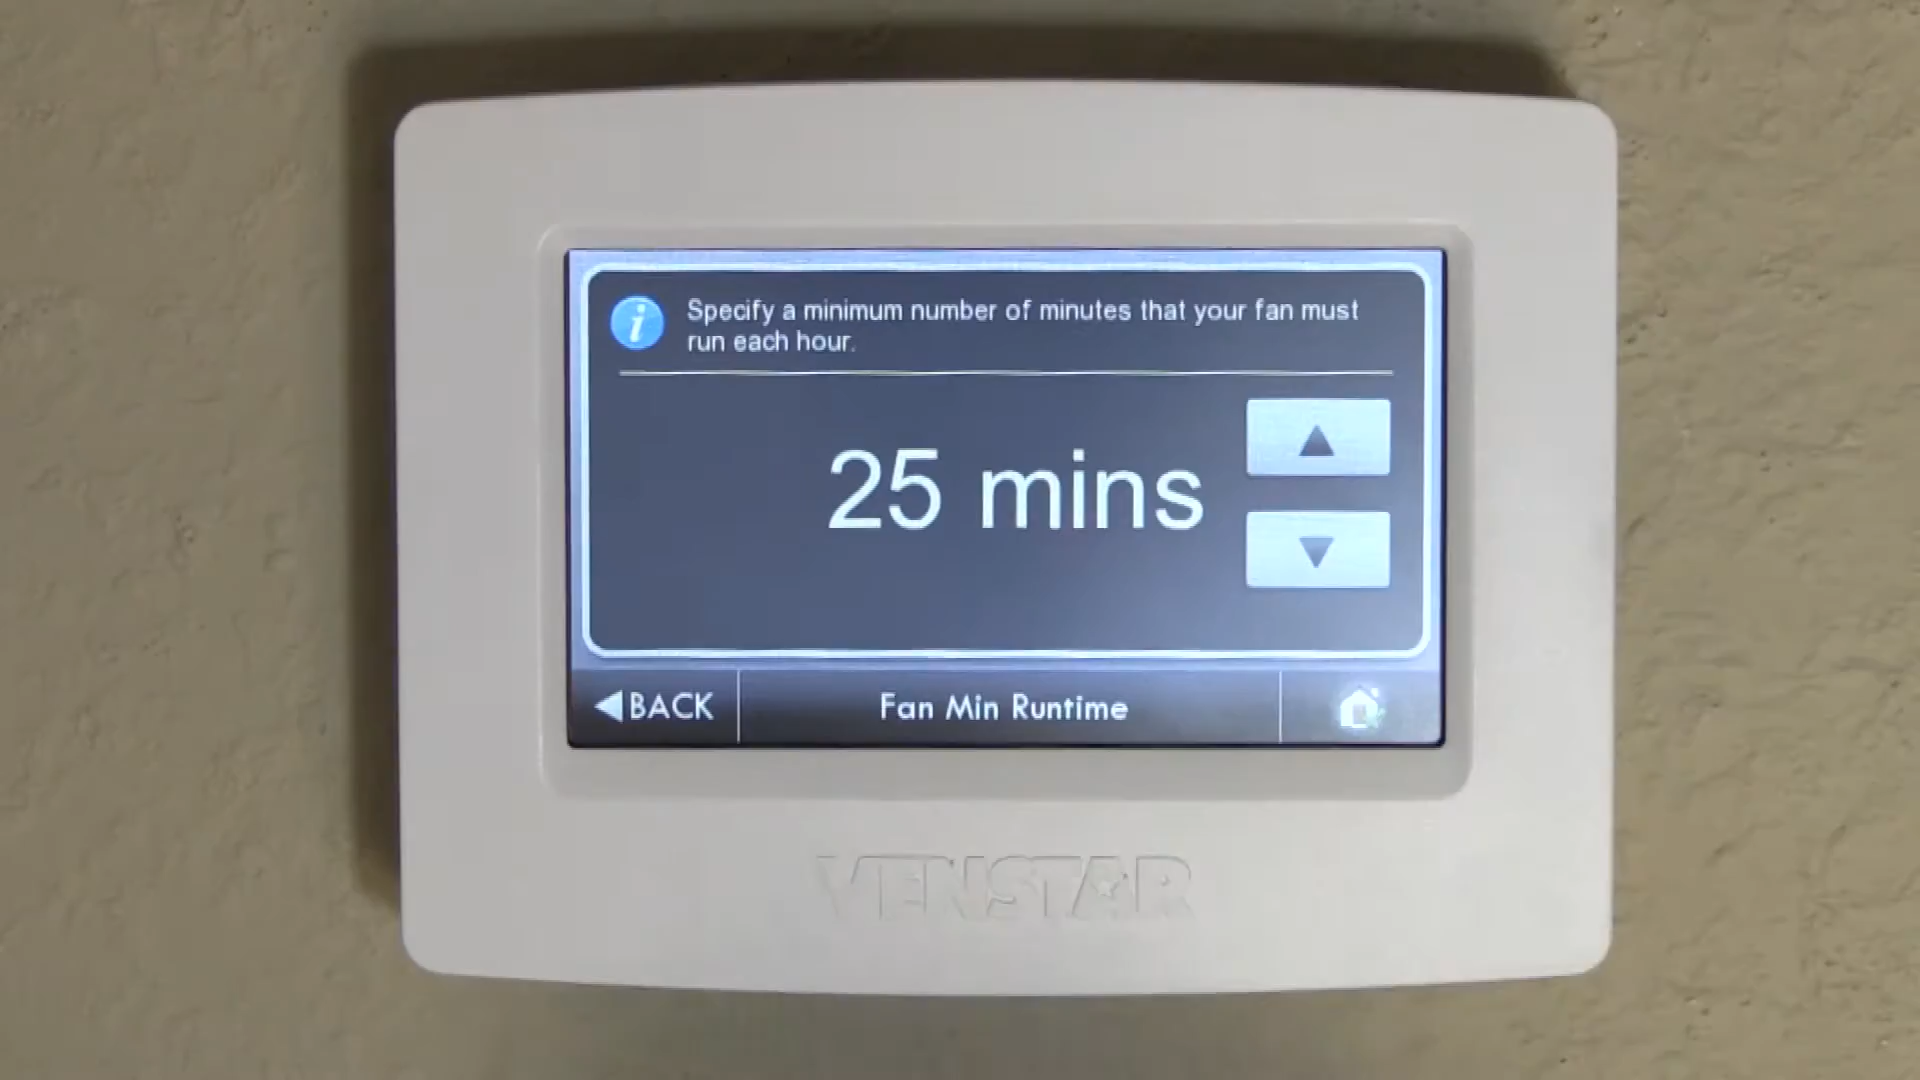 Specify a minimum number of minutes that your fan must
run each hour.
25 mins
BACK
Fan Min Runtime
VENSTAR